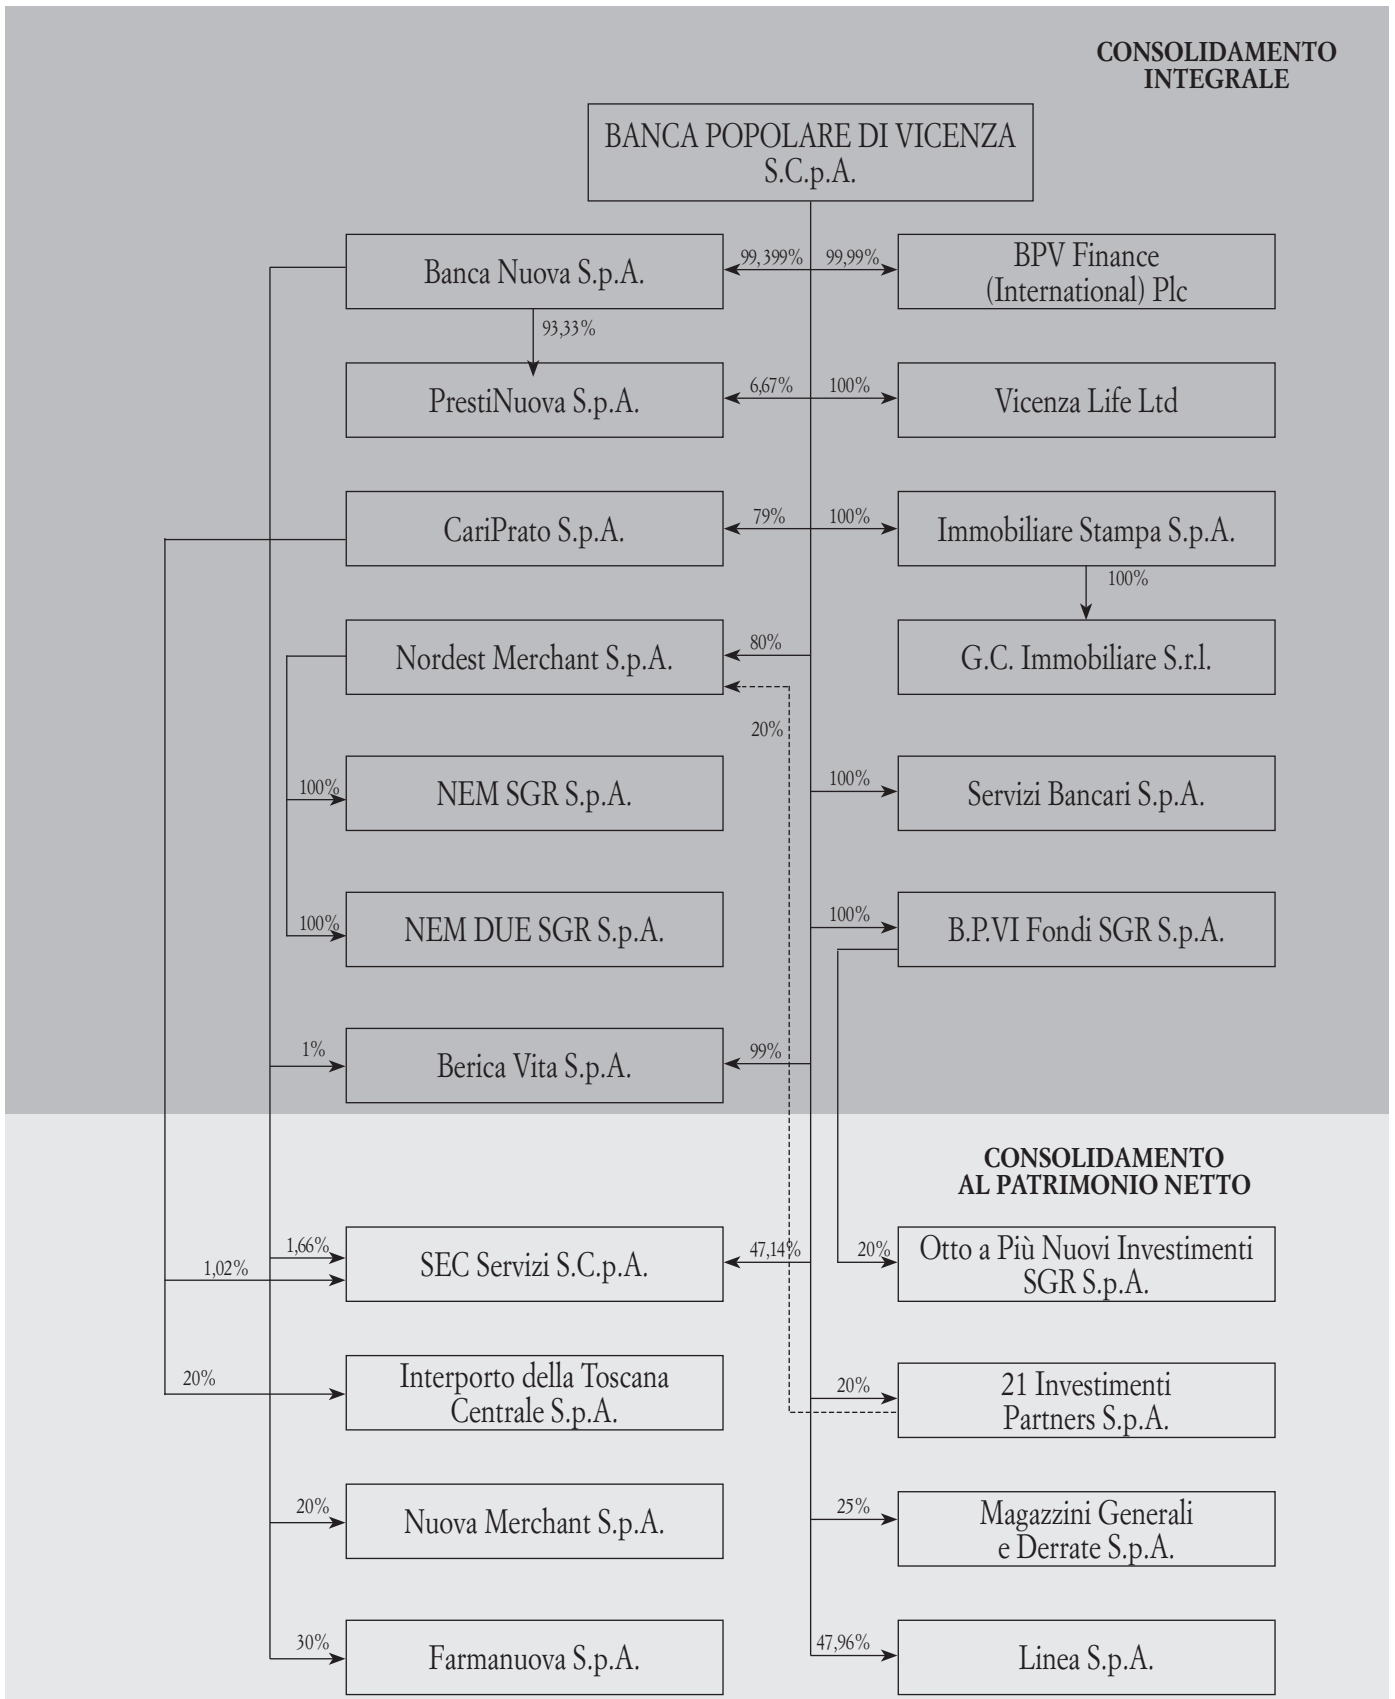 CONSOLIDAMENTO
INTEGRALE
BANCA POPOLARE DI VICENZA
S.C.p.A.
Banca Nuova S.p.A.
99,399%
99,99%
BPV Finance
(International) Plc
93,33%
PrestiNuova S.p.A.
6,67%
100%
Vicenza Life Ltd
CariPrato S.p.A.
79%
100%
Immobiliare Stampa S.p.A.
100%
Nordest Merchant S.p.A.
80%
G.C. Immobiliare S.r.l.
20%
100%
NEM SGR S.p.A.
100%
Servizi Bancari S.p.A.
100%
NEM DUE SGR S.p.A.
100%
B.P.VI Fondi SGR S.p.A.
1%
Berica Vita S.p.A.
99%
CONSOLIDAMENTO
AL PATRIMONIO NETTO
1,66%
1,02%
SEC Servizi S.C.p.A.
47,14%
20%
Otto a Più Nuovi Investimenti
SGR S.p.A.
20%
Interporto della Toscana
Centrale S.p.A.
20%
21 Investimenti
Partners S.p.A.
20%
Nuova Merchant S.p.A.
25%
Magazzini Generali
e Derrate S.p.A.
30%
Farmanuova S.p.A.
47,96%
Linea S.p.A.